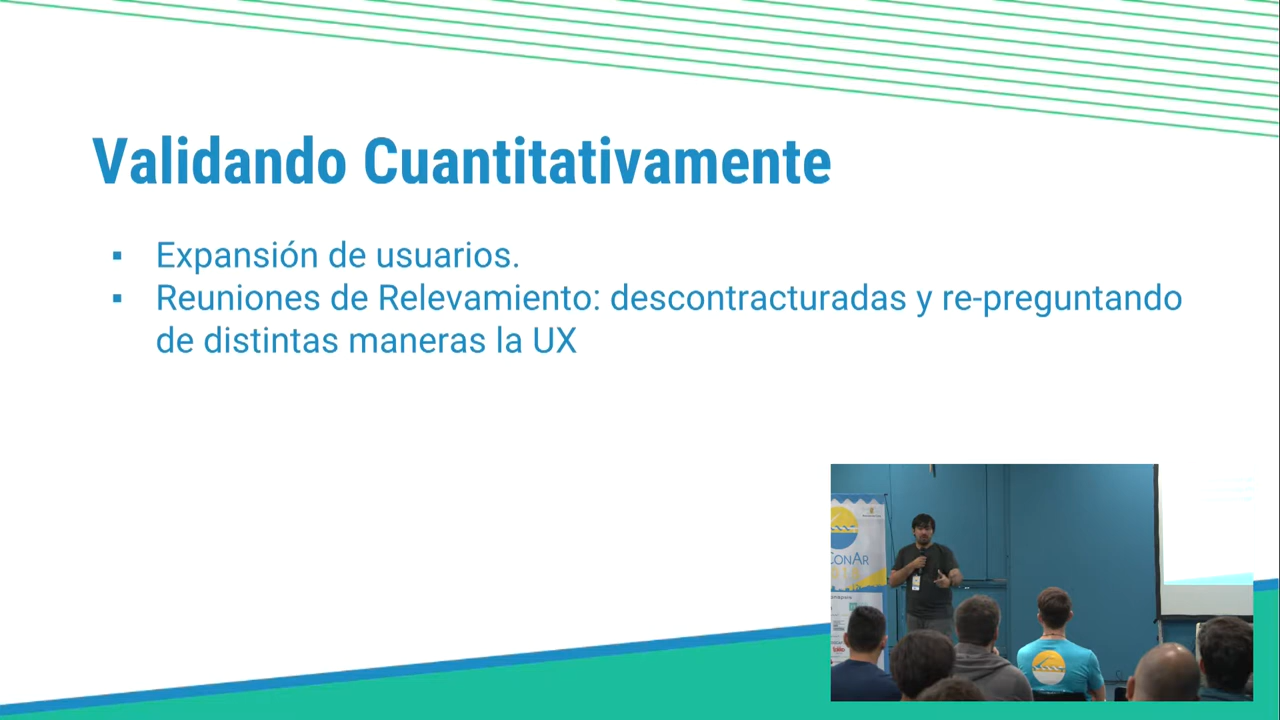 Validando Cuantitativamente
▪ Expansión de usuarios.
▪ Reuniones de Relevamiento: descontracturadas y re-preguntando
de distintas maneras la UX
ConAr